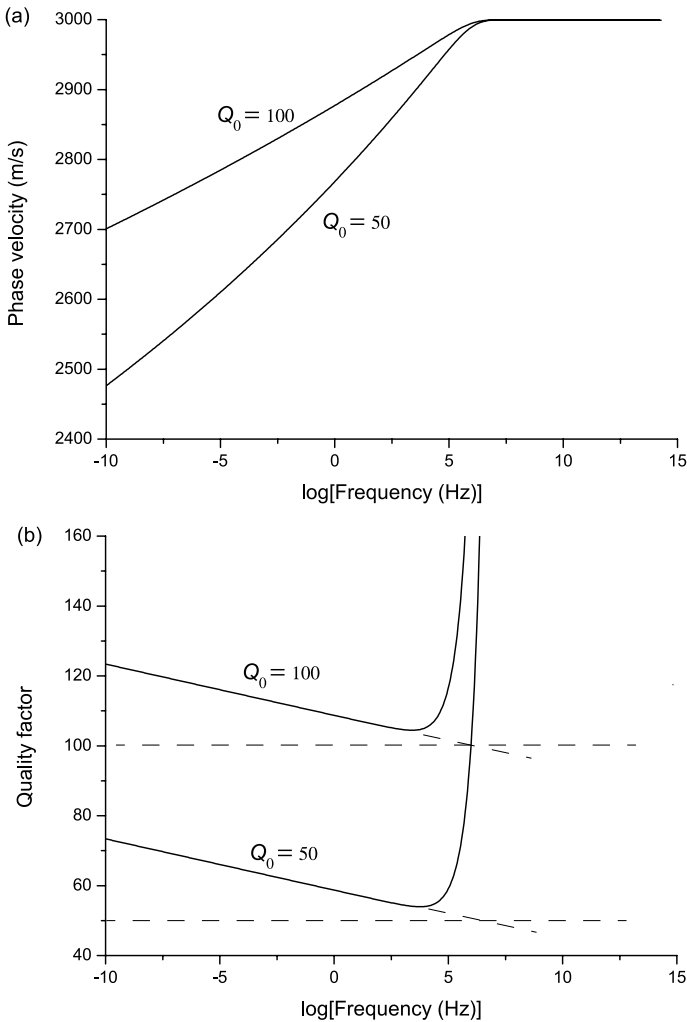 (a)
3000
2900
2800
2700
2600
2500
2400
Phase velocity (m/s)
Q0 = 100
Q0 = 50
-10 -5 0 5 10 15
log[Frequency (Hz)]
(b)
160
140
120
100
80
60
40
Quality factor
Q0 = 100
Q0 = 50
-10 -5 0 5 10 15
log[Frequency (Hz)]